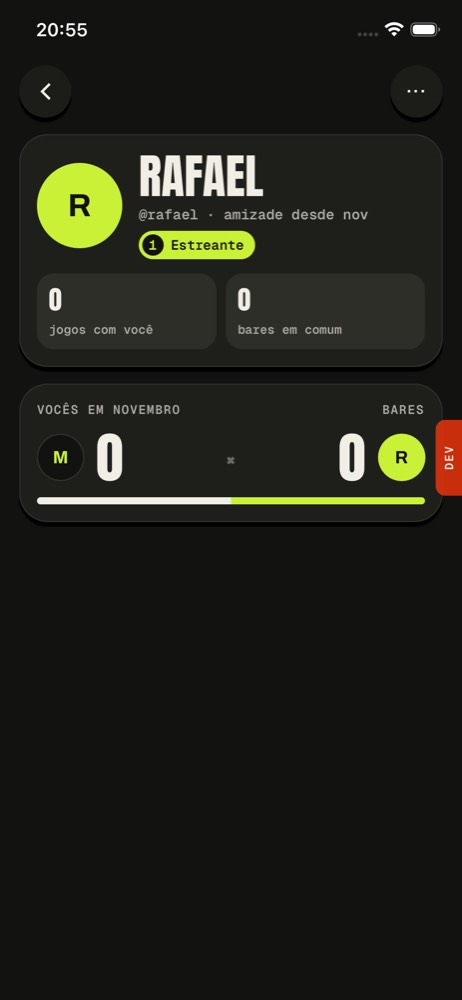 20:55
R
RAFAEL
@rafael · amizade desde nov
1 Estreante
0
jogos com você
0
bares em comum
VOCÊS EM NOVEMBRO
BARES
M 0 × 0 R
DEV